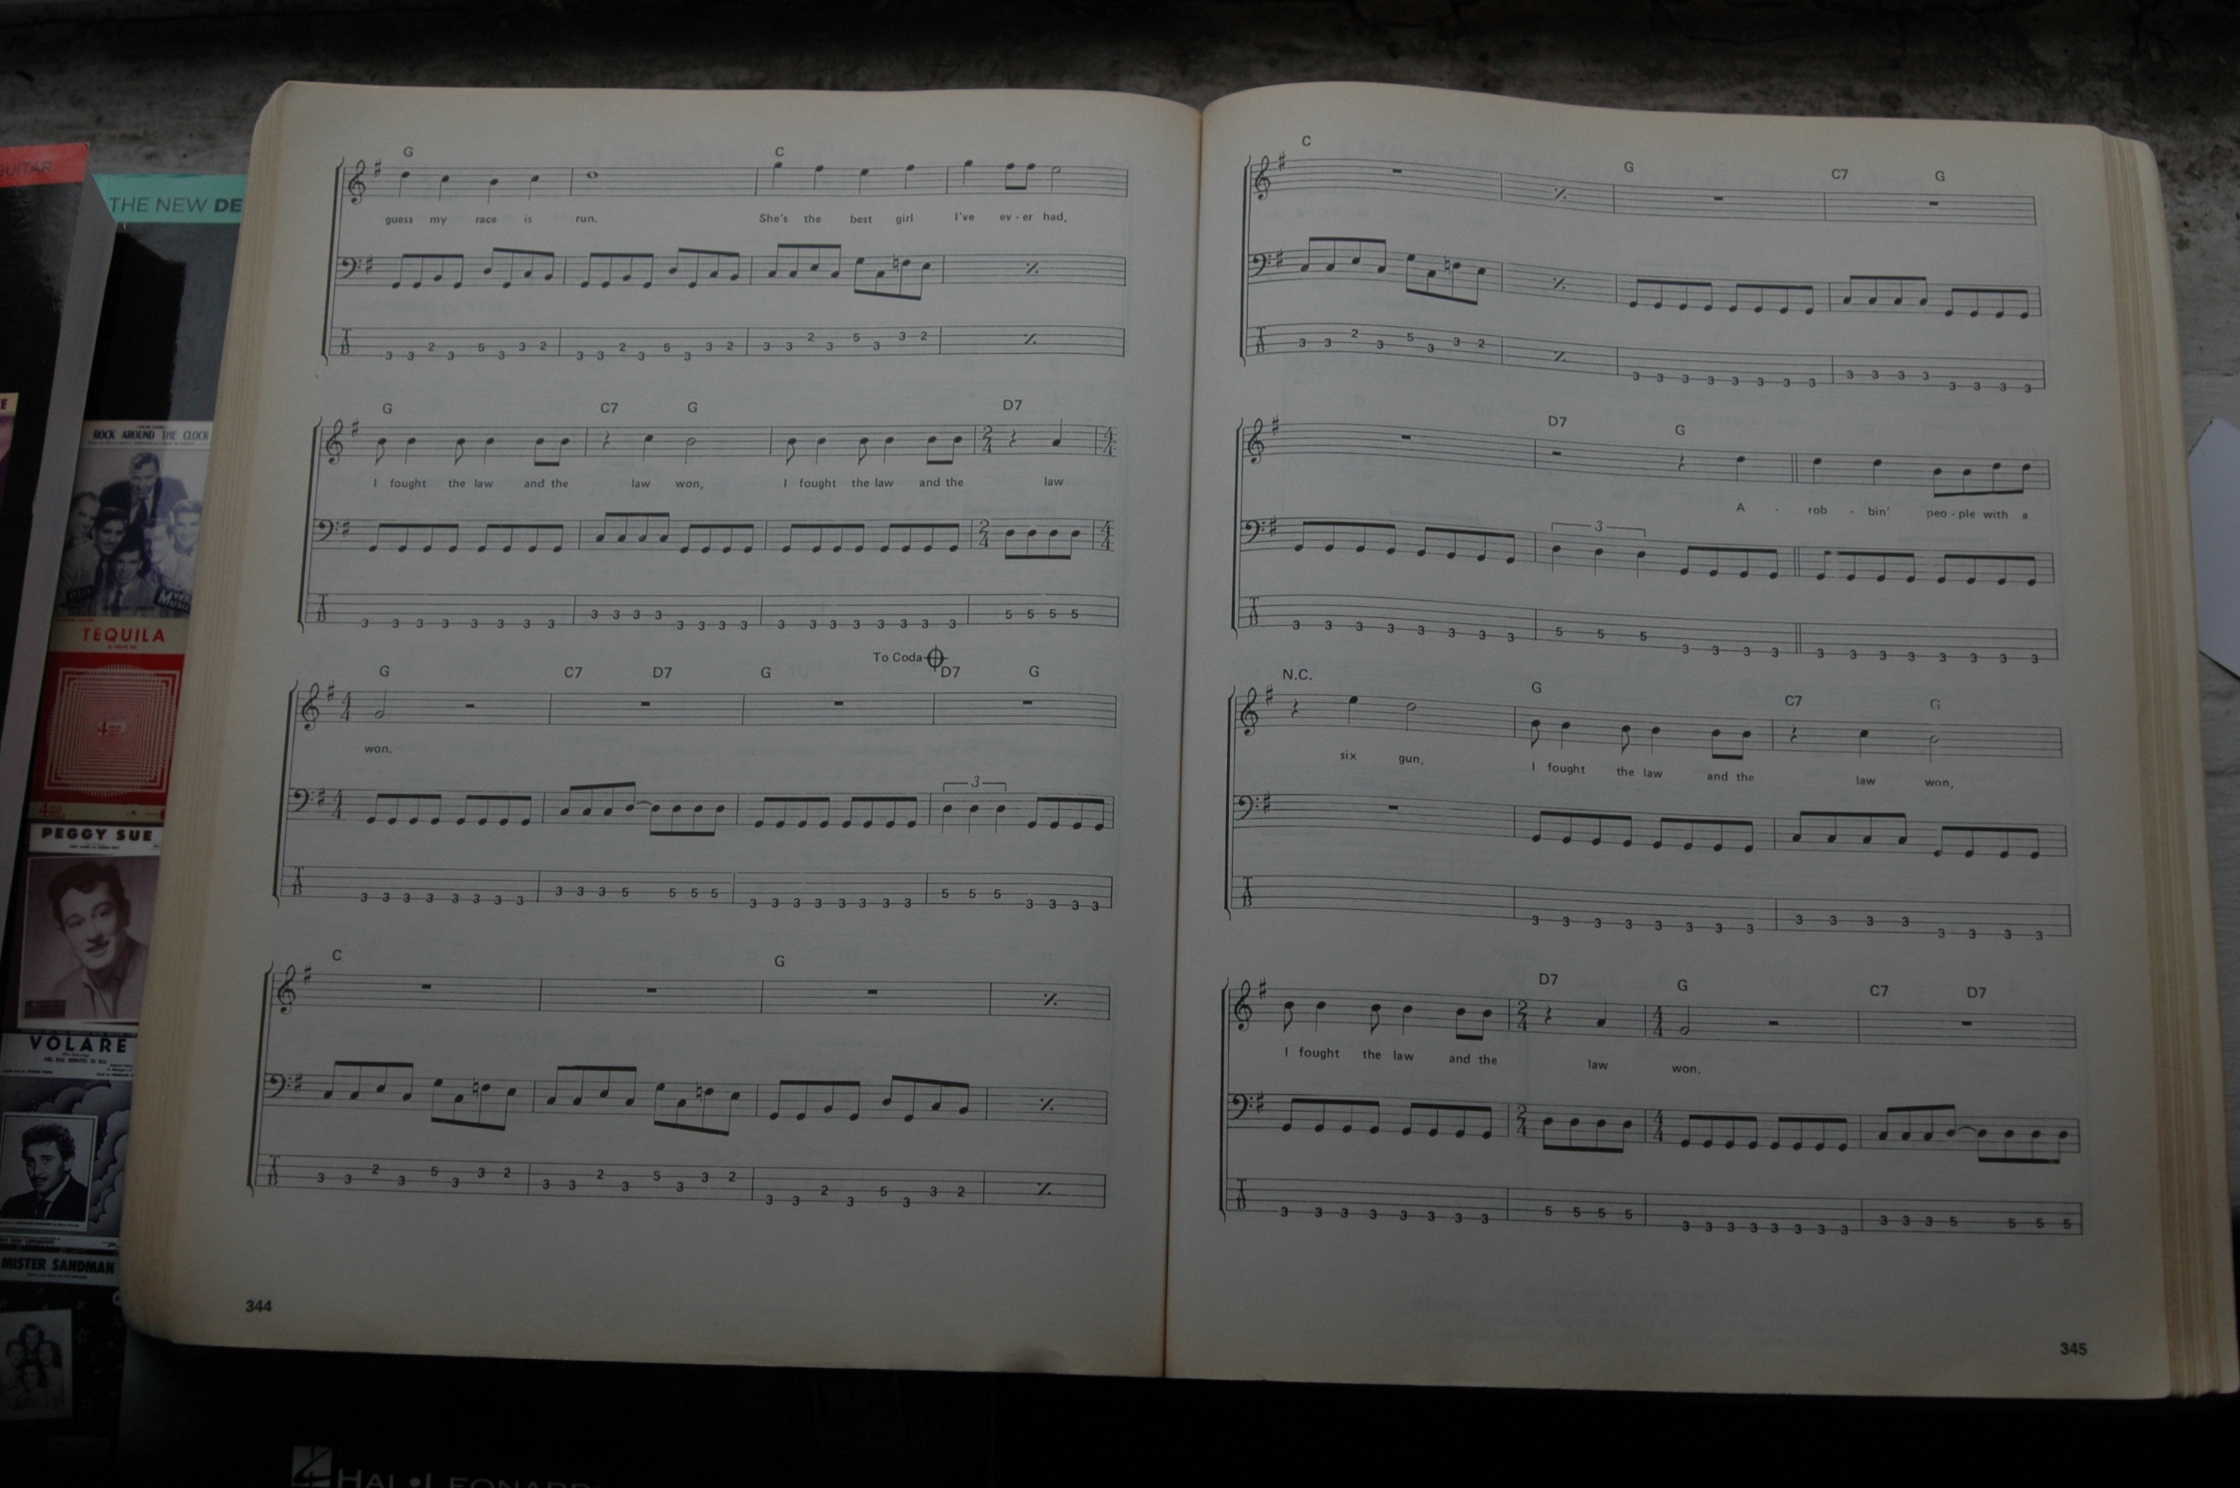 GUITAR
THE NEW DE
ROCK AROUND THE CLOCK
TEQUILA
PEGGY SUE
VOLARE
MISTER SANDMAN
HAL•LEONARD
G C
guess my race is run. She's the best girl I've ev - er had,
3 3 2 3 5 3 3 2 3 3 2 3 5 3 3 2 3 3 2 3 5 3 3 2
G C7 G D7
I fought the law and the law won, I fought the law and the law
2 4 4 4
3 3 3 3 3 3 3 3 3 3 3 3 3 3 3 3 3 3 3 3 3 3 3 3 5 5 5 5
To Coda
G C7 D7 G D7 G
4 4
won.
3
3 3 3 3 3 3 3 3 3 3 3 5 5 5 5 3 3 3 3 3 3 3 3 5 5 5 3 3 3 3
C G
3 3 2 3 5 3 3 2 3 3 2 3 5 3 3 2 3 3 2 3 5 3 3 2
344
C G C7 G
3 3 2 3 5 3 3 2 3 3 3 3 3 3 3 3 3 3 3 3 3 3 3 3
D7 G
A - rob - bin' peo - ple with a
3
3 3 3 3 3 3 3 3 5 5 5 3 3 3 3 3 3 3 3 3 3 3 3
N.C. G C7 G
six gun, I fought the law and the law won,
3 3 3 3 3 3 3 3 3 3 3 3 3 3 3 3
D7 G C7 D7
2 4 4 4
I fought the law and the law won.
3 3 3 3 3 3 3 3 5 5 5 5 3 3 3 3 3 3 3 3 3 3 3 5 5 5 5
345